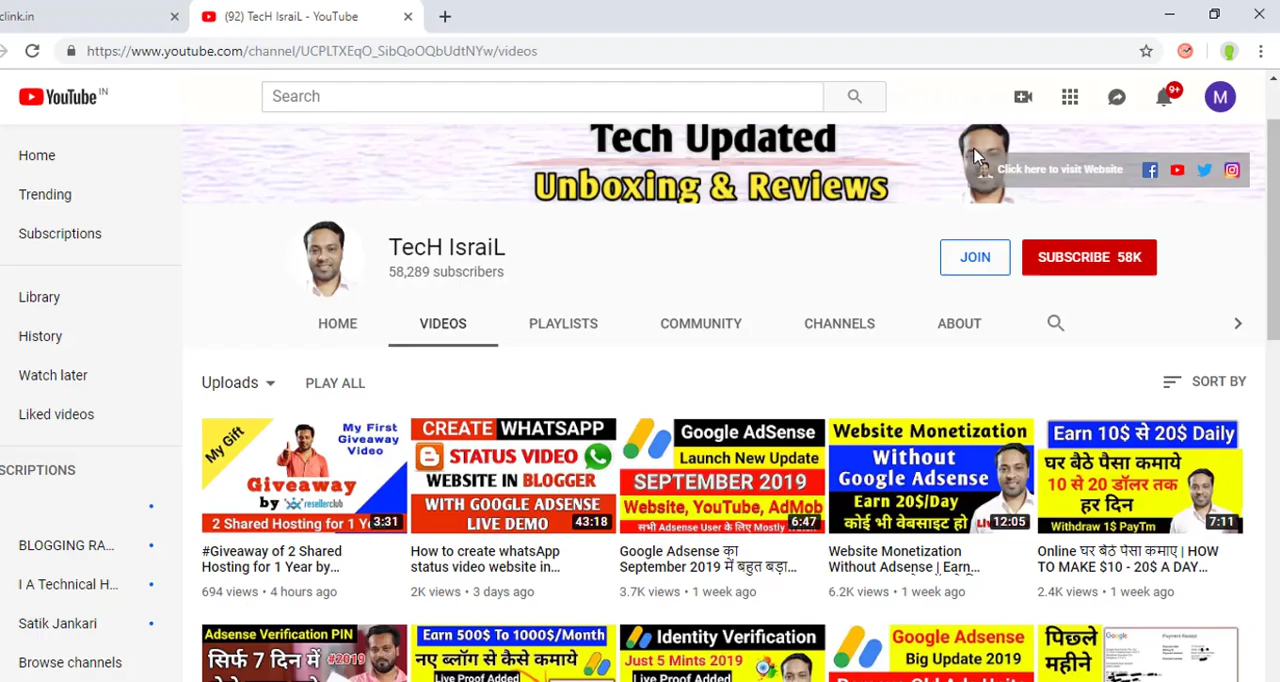 clink.in
(92) TecH IsraiL - YouTube
https://www.youtube.com/channel/UCPLTXEqO_SibQoOQbUdtNYw/videos
YouTube IN
Search
9+
M
Tech Updated
Unboxing & Reviews
Click here to visit Website
Home
Trending
Subscriptions
Library
History
Watch later
Liked videos
SCRIPTIONS
BLOGGING RA...
I A Technical H...
Satik Jankari
Browse channels
TecH IsraiL
58,289 subscribers
JOIN
SUBSCRIBE 58K
HOME
VIDEOS
PLAYLISTS
COMMUNITY
CHANNELS
ABOUT
Uploads
PLAY ALL
SORT BY
My Gift
My First
Giveaway
Video
Giveaway
by resellerclub
2 Shared Hosting for 1 Y
3:31
#Giveaway of 2 Shared
Hosting for 1 Year by...
694 views • 4 hours ago
CREATE WHATSAPP
STATUS VIDEO
WEBSITE IN BLOGGER
WITH GOOGLE ADSENSE
LIVE DEMO
43:18
How to create whatsApp
status video website in...
2K views • 3 days ago
Google AdSense
Launch New Update
SEPTEMBER 2019
Website, YouTube, AdMob
सभी Adsense User के लिए Mostly
6:47
Google Adsense का
September 2019 में बहुत बड़ा...
3.7K views • 1 week ago
Website Monetization
Without
Google Adsense
Earn 20$/Day
कोई भी वेबसाइट हो
12:05
Website Monetization
Without Adsense | Earn...
6.2K views • 1 week ago
Earn 10$ से 20$ Daily
घर बैठे पैसा कमाये
10 से 20 डॉलर तक
हर दिन
Withdraw 1$ PayTm
7:11
Online घर बैठे पैसा कमाए | HOW
TO MAKE $10 - 20$ A DAY...
2.4K views • 1 week ago
Adsense Verification PIN
सिर्फ 7 दिन में #2019
Earn 500$ To 1000$/Month
ए ब्लॉग से कैसे कमाये
Live Proof Added
Identity Verification
Just 5 Mints 2019
Google Adsense
Big Update 2019
पिछले
महीने
Google
Payment Receipt